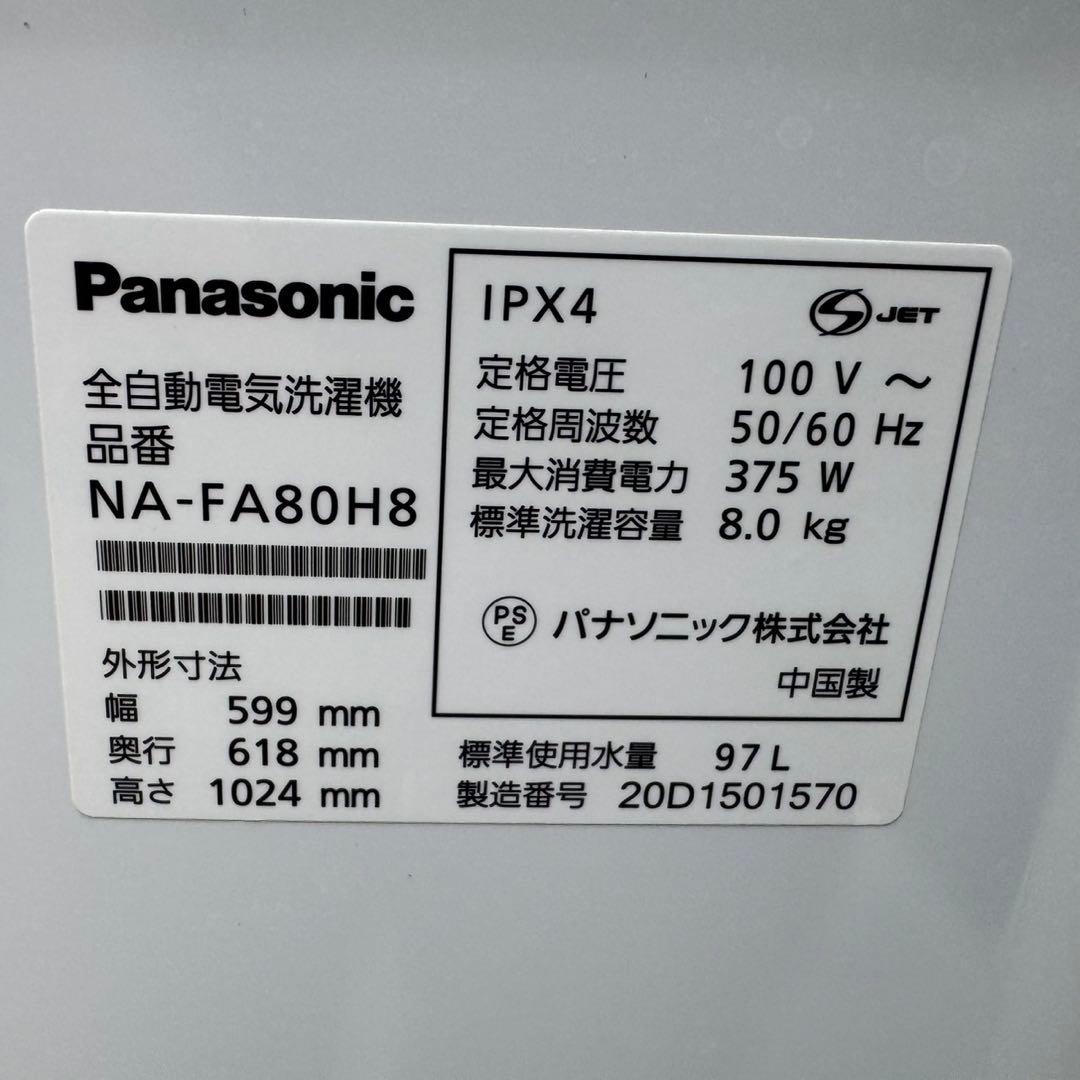 Panasonic
全自動電気洗濯機
品番
NA-FA80H8
外形寸法
幅 599 mm
奥行 618 mm
高さ 1024 mm
IPX4
S JET
定格電圧 100 V ～
定格周波数 50/60 Hz
最大消費電力 375 W
標準洗濯容量 8.0 kg
PS
E
パナソニック株式会社
中国製
標準使用水量 97 L
製造番号 20D1501570